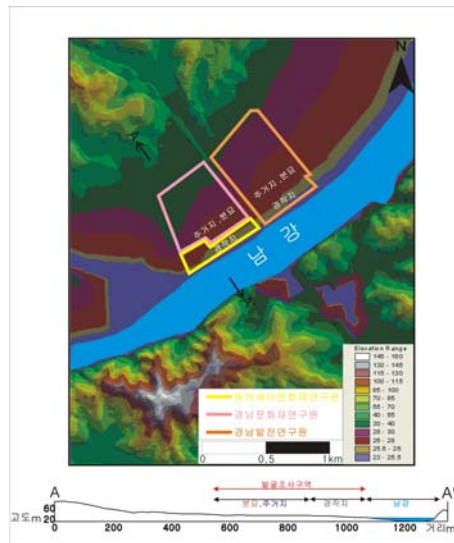 N
A
주거지,분묘
주거지,분묘
경작지
경작지
남강
A'
Elevation Range
145 - 160
130 - 145
115 - 130
100 - 115
85 - 100
70 - 85
55 - 70
40 - 55
30 - 40
28 - 30
26 - 28
25.5 - 26
23 - 25.5
동아세아문화재연구원
경남문화재연구원
경남발전연구원
0 0.5 1km
발굴조사구역
A A'
분묘,주거지 경작지 남강
고도m 60 20
0 200 400 600 800 1000 1200 거리m